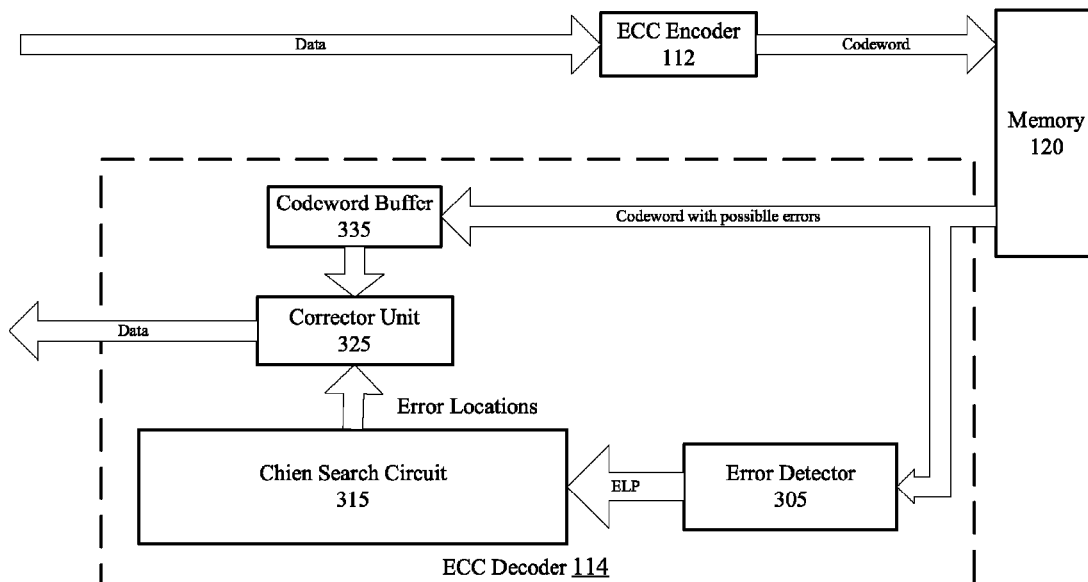 Data
ECC Encoder
112
Codeword
Memory
120
Codeword Buffer
335
Codeword with possiblle errors
Corrector Unit
325
Data
Error Locations
Chien Search Circuit
315
ELP
Error Detector
305
ECC Decoder 114